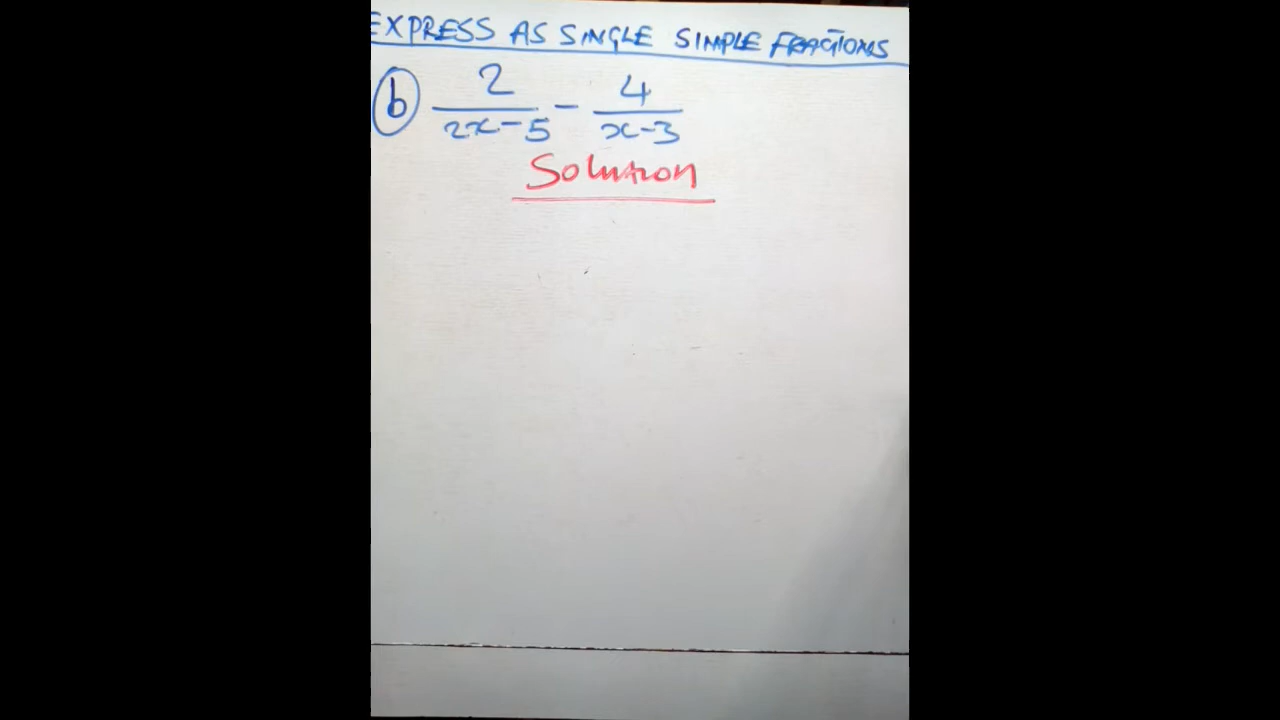 EXPRESS AS SINGLE SIMPLE FRACTIONS
b 2/(2x-5) - 4/(x-3)
Solution